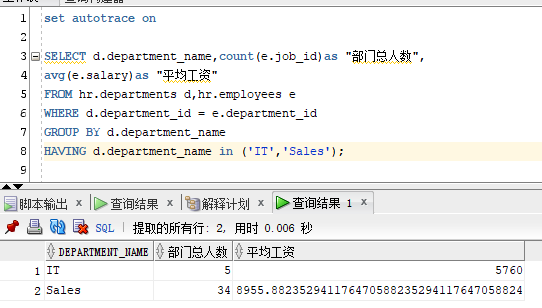 1 set autotrace on
2
3 SELECT d.department_name,count(e.job_id)as "部门总人数",
4 avg(e.salary)as "平均工资"
5 FROM hr.departments d,hr.employees e
6 WHERE d.department_id = e.department_id
7 GROUP BY d.department_name
8 HAVING d.department_name in ('IT','Sales');
9
脚本输出 × 查询结果 × 解释计划 × 查询结果 1 ×
SQL | 提取的所有行: 2, 用时 0.006 秒
DEPARTMENT_NAME 部门总人数 平均工资
1 IT 5 5760
2 Sales 34 8955.88235294117647058823529411764705882​4